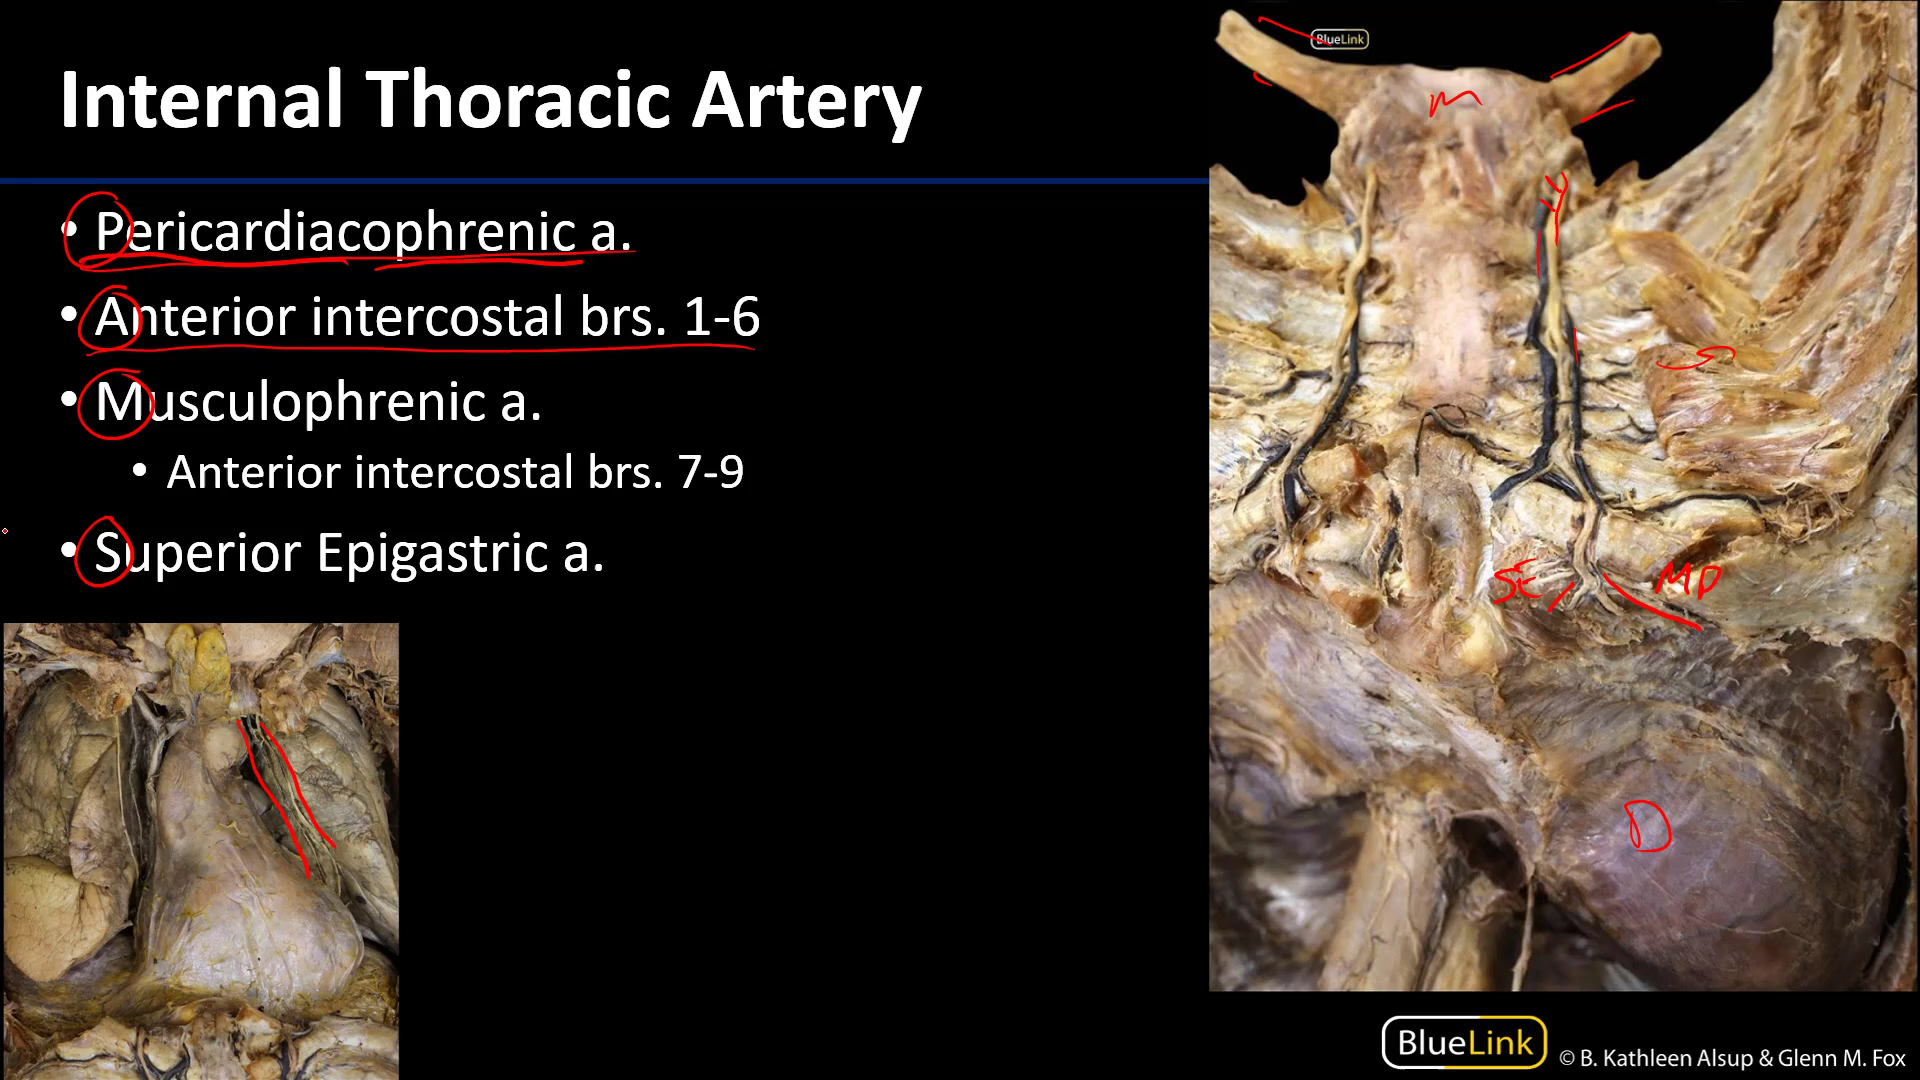 Internal Thoracic Artery
• Pericardiacophrenic a.
• Anterior intercostal brs. 1-6
• Musculophrenic a.
• Anterior intercostal brs. 7-9
• Superior Epigastric a.
BlueLink
m
SE
MP
D
BlueLink
© B. Kathleen Alsup & Glenn M. Fox